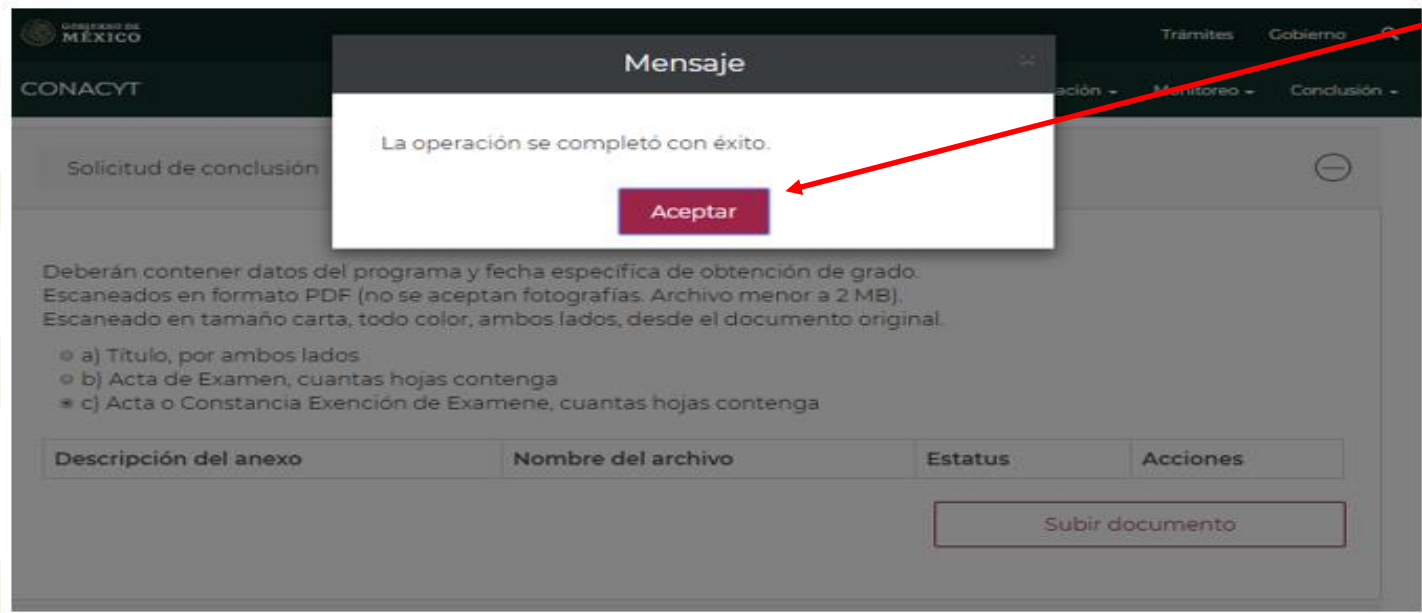 GOBIERNO DE
MÉXICO
Trámites Gobierno
Mensaje
CONACYT
ación Monitoreo Conclusión
La operación se completó con éxito.
Solicitud de conclusión
Aceptar
Deberán contener datos del programa y fecha específica de obtención de grado.
Escaneados en formato PDF (no se aceptan fotografías. Archivo menor a 2 MB).
Escaneado en tamaño carta, todo color, ambos lados, desde el documento original.
a) Título, por ambos lados
b) Acta de Examen, cuantas hojas contenga
c) Acta o Constancia Exención de Examene, cuantas hojas contenga
Descripción del anexo Nombre del archivo Estatus Acciones
Subir documento